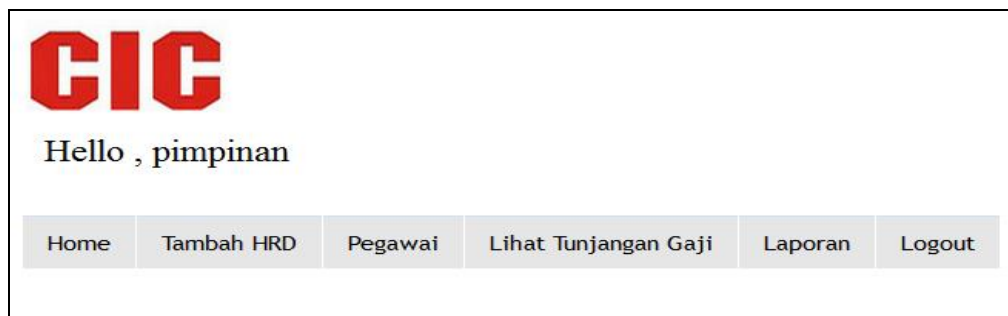 CIC
Hello , pimpinan
Home Tambah HRD Pegawai Lihat Tunjangan Gaji Laporan Logout